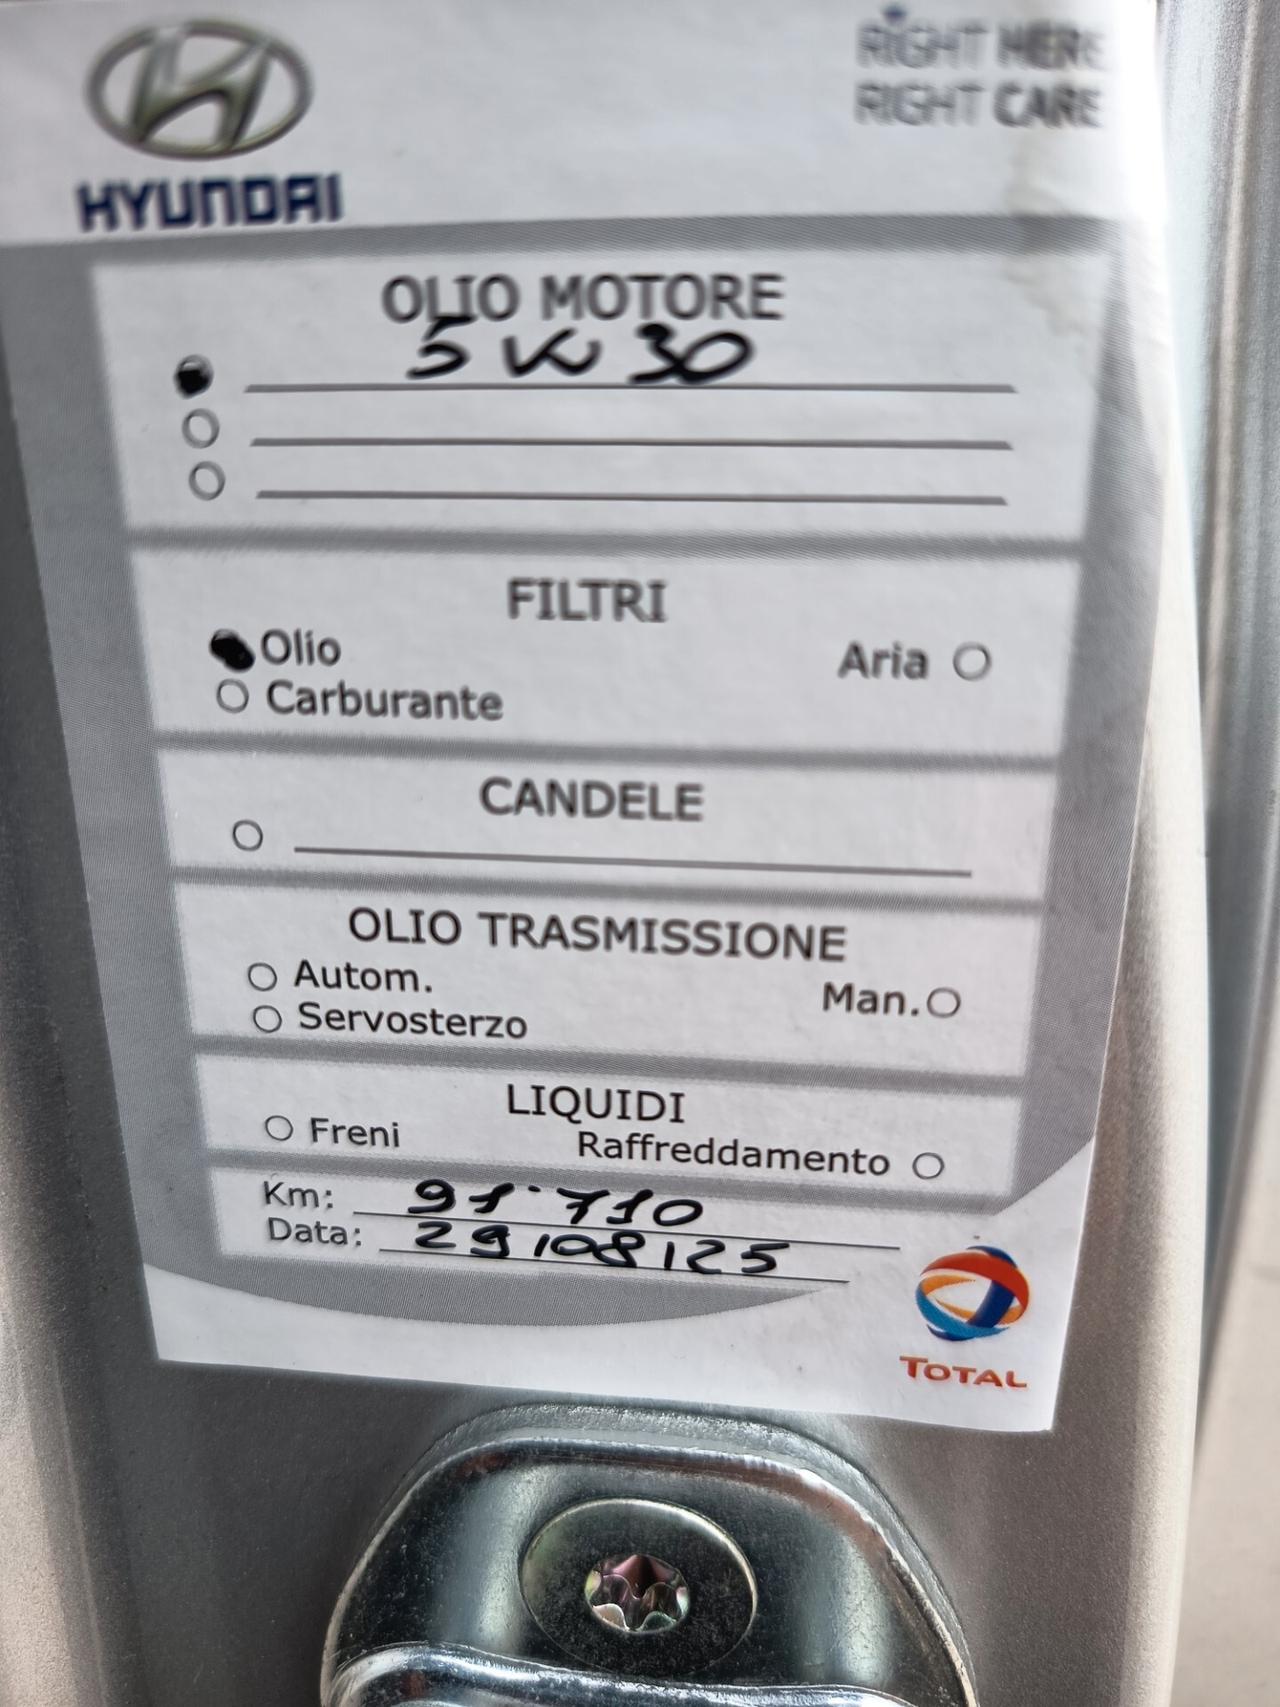 HYUNDAI
RIGHT HERE
RIGHT CARE
OLIO MOTORE
5W30
FILTRI
Olio
Aria
Carburante
CANDELE
OLIO TRASMISSIONE
Autom.
Man.
Servosterzo
LIQUIDI
Freni
Raffreddamento
Km: 91.710
Data: 29/08/25
TOTAL